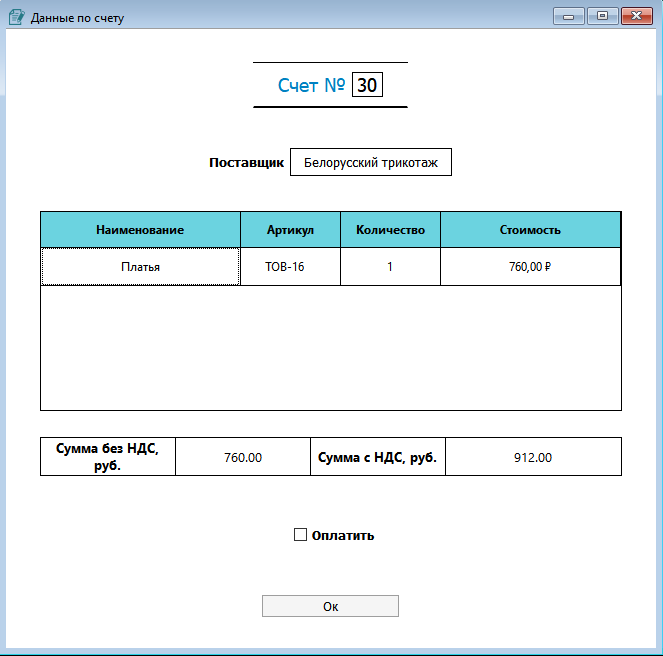 Данные по счету
Счет № 30
Поставщик Белорусский трикотаж
Наименование Артикул Количество Стоимость
Платья ТОВ-16 1 760,00 ₽
Сумма без НДС,
руб. 760.00 Сумма с НДС, руб. 912.00
Оплатить
Ок